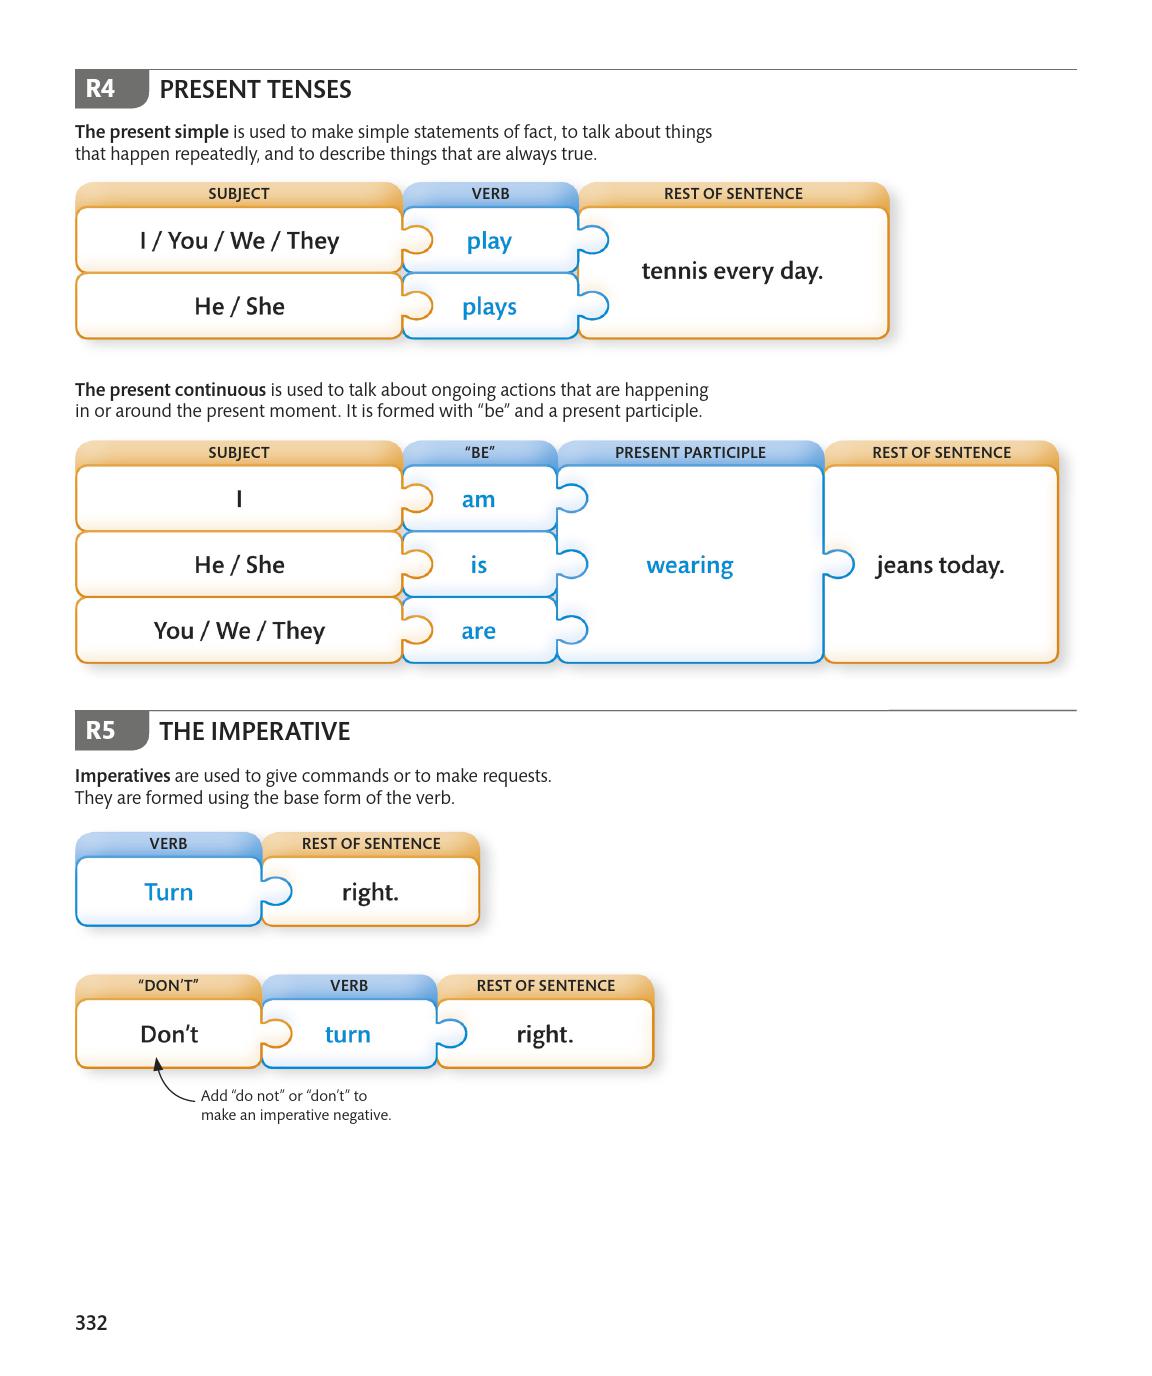 R4 PRESENT TENSES
The present simple is used to make simple statements of fact, to talk about things
that happen repeatedly, and to describe things that are always true.
SUBJECT VERB REST OF SENTENCE
I / You / We / They play
tennis every day.
He / She plays
The present continuous is used to talk about ongoing actions that are happening
in or around the present moment. It is formed with “be” and a present participle.
SUBJECT “BE” PRESENT PARTICIPLE REST OF SENTENCE
I am
He / She is wearing jeans today.
You / We / They are
R5 THE IMPERATIVE
Imperatives are used to give commands or to make requests.
They are formed using the base form of the verb.
VERB REST OF SENTENCE
Turn right.
“DON’T” VERB REST OF SENTENCE
Don’t turn right.
Add “do not” or “don’t” to
make an imperative negative.
332